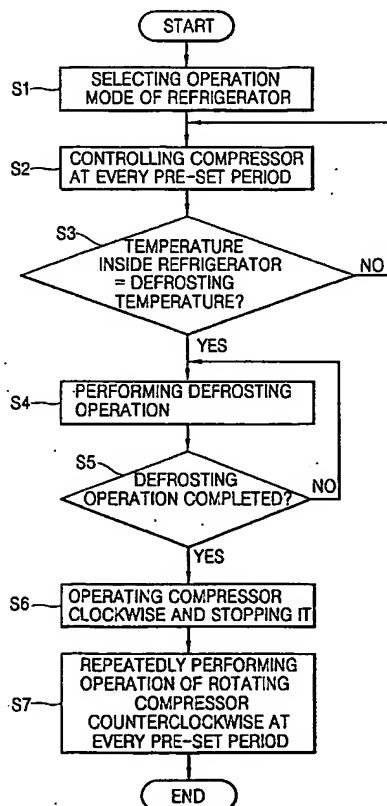 START
S1
SELECTING OPERATION
MODE OF REFRIGERATOR
S2
CONTROLLING COMPRESSOR
AT EVERY PRE-SET PERIOD
S3
TEMPERATURE
INSIDE REFRIGERATOR
= DEFROSTING
TEMPERATURE?
NO
YES
S4
PERFORMING DEFROSTING
OPERATION
S5
DEFROSTING
OPERATION COMPLETED?
NO
YES
S6
OPERATING COMPRESSOR
CLOCKWISE AND STOPPING IT
S7
REPEATEDLY PERFORMING
OPERATION OF ROTATING
COMPRESSOR
COUNTERCLOCKWISE AT
EVERY PRE-SET PERIOD
END